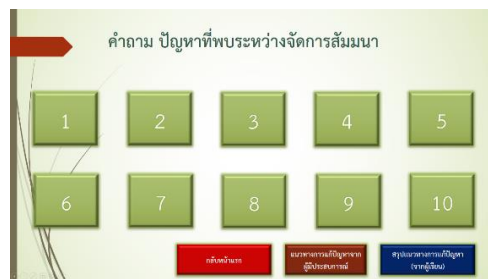 คำถาม ปัญหาที่พบระหว่างจัดการสัมมนา
1 2 3 4 5
6 7 8 9 10
กลับหน้าแรก
แนวทางการแก้ปัญหาจาก
ผู้มีประสบการณ์
สรุปแนวทางการแก้ปัญหา
(จากผู้เรียน)